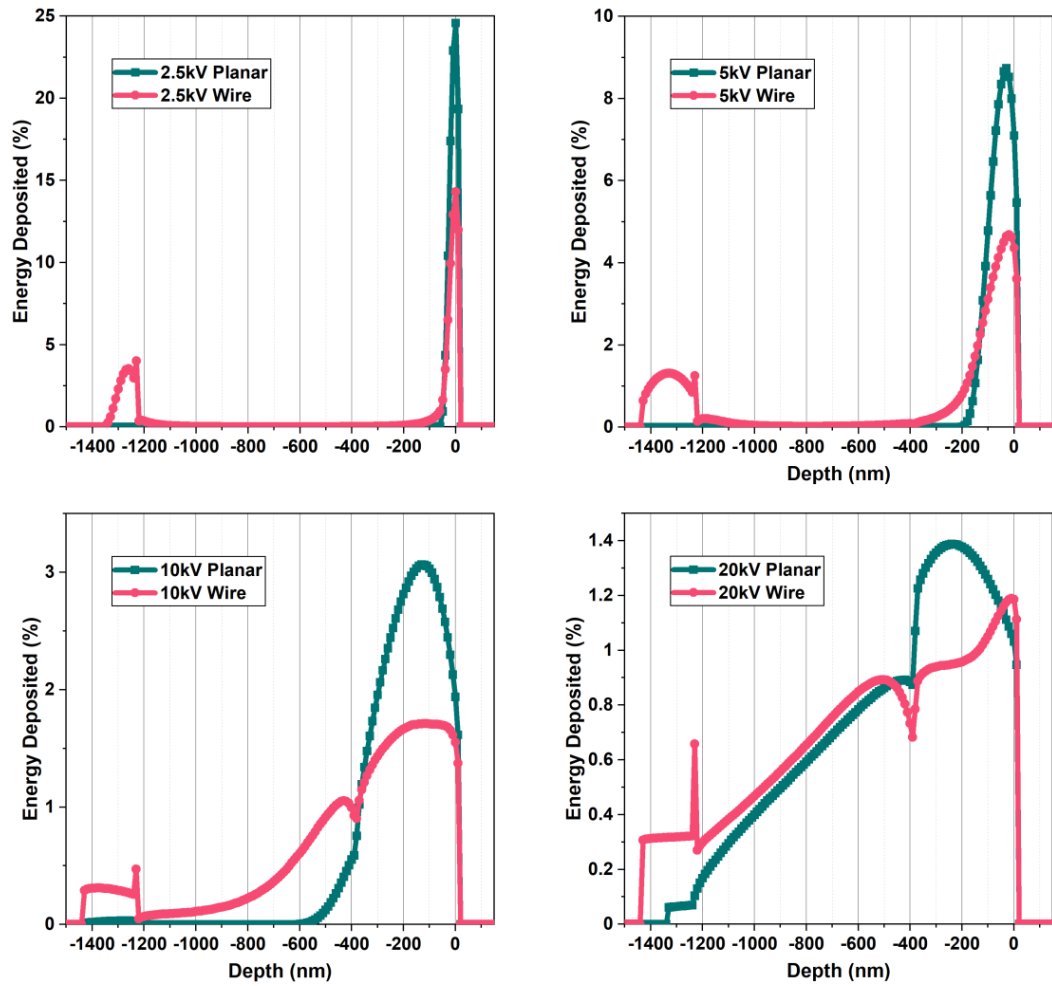 25
20
15
10
5
0
Energy Deposited (%)
2.5kV Planar
2.5kV Wire
-1400 -1200 -1000 -800 -600 -400 -200 0
Depth (nm)
10
8
6
4
2
0
Energy Deposited (%)
5kV Planar
5kV Wire
-1400 -1200 -1000 -800 -600 -400 -200 0
Depth (nm)
3
2
1
0
Energy Deposited (%)
10kV Planar
10kV Wire
-1400 -1200 -1000 -800 -600 -400 -200 0
Depth (nm)
1.4
1.2
1
0.8
0.6
0.4
0.2
0
Energy Deposited (%)
20kV Planar
20kV Wire
-1400 -1200 -1000 -800 -600 -400 -200 0
Depth (nm)